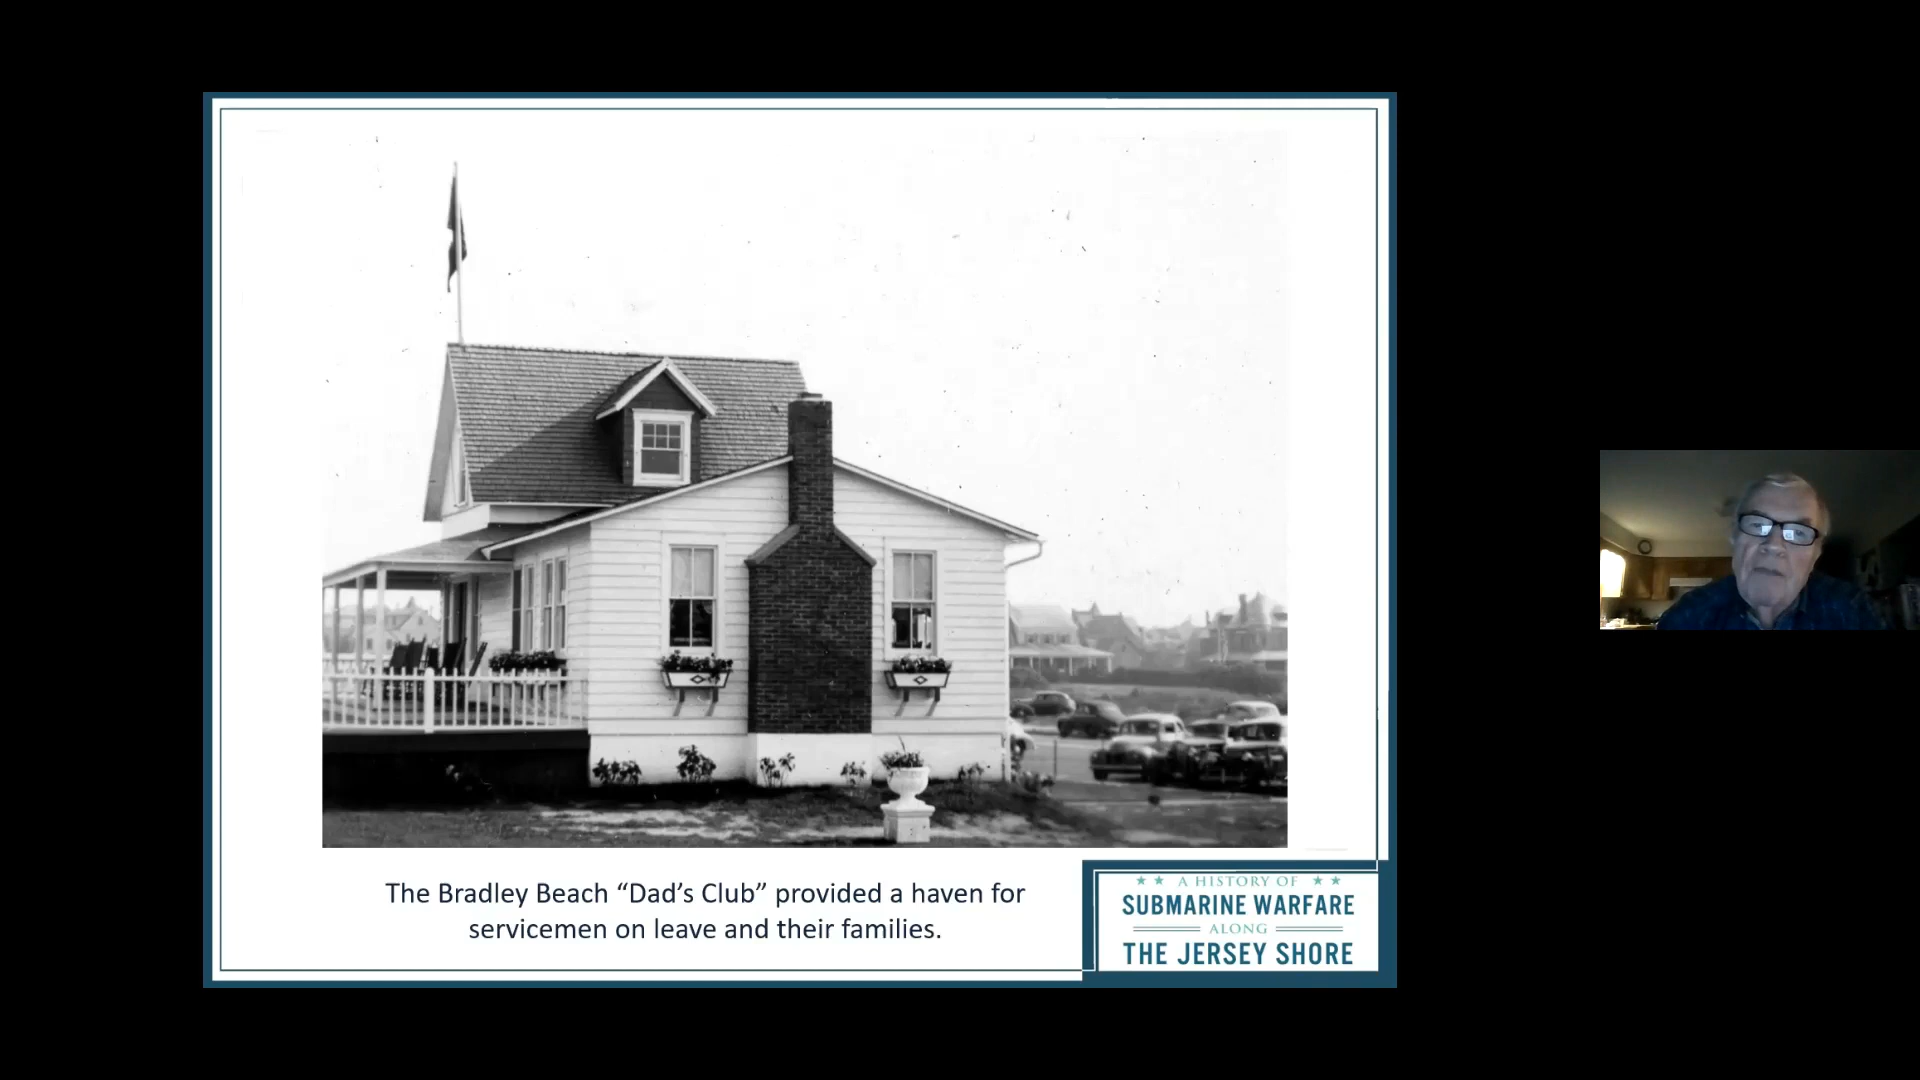 The Bradley Beach “Dad’s Club” provided a haven for
servicemen on leave and their families.
A HISTORY OF
SUBMARINE WARFARE
ALONG
THE JERSEY SHORE